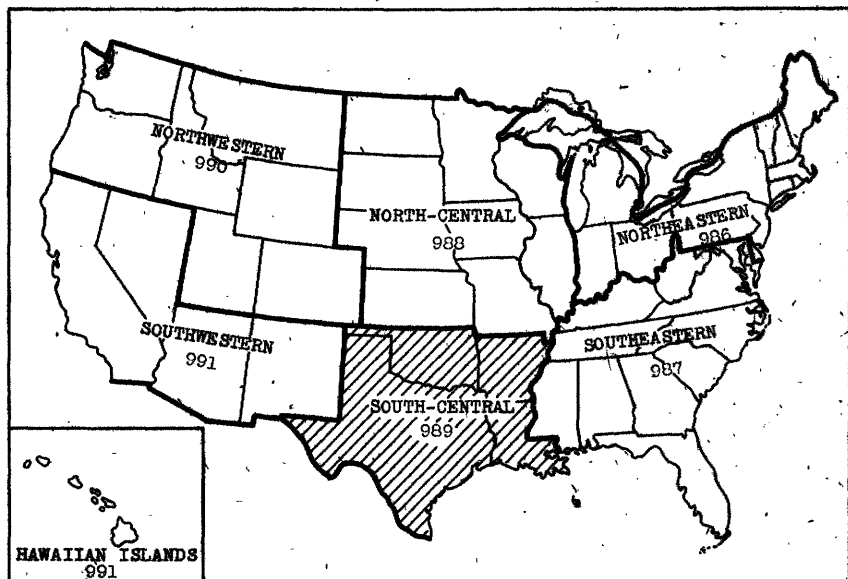 NORTHWESTERN
990
NORTH-CENTRAL
988
NORTHEASTERN
986
SOUTHWESTERN
991
SOUTHEASTERN
987
SOUTH-CENTRAL
989
HAWAIIAN ISLANDS
991